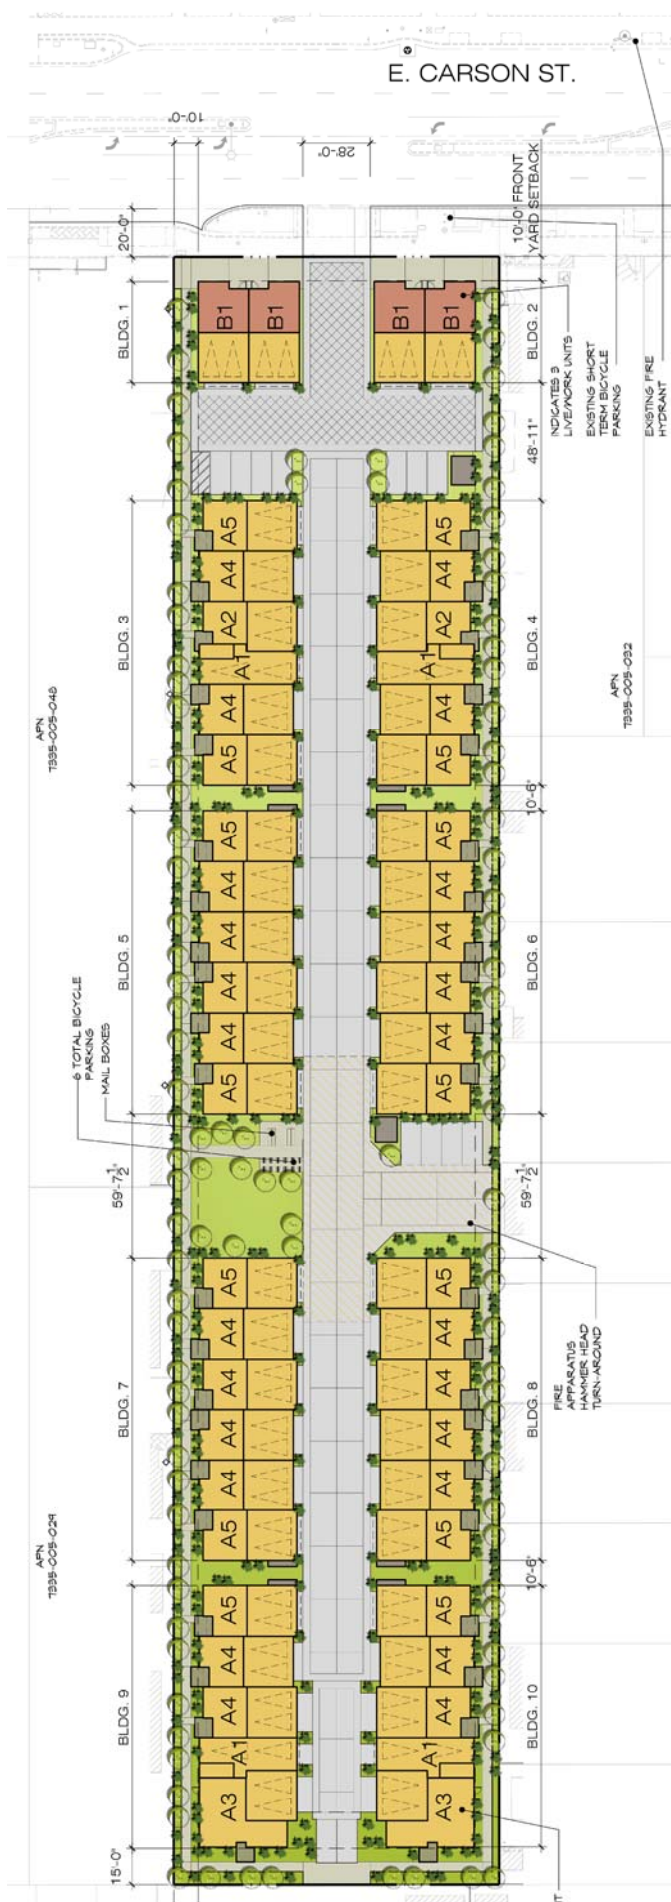 E. CARSON ST.
10'-0"
28'-0"
20'-0"
10'-0" FRONT
YARD SETBACK
BLDG. 1
B1
B1
B1
B1
BLDG. 2
INDICATES 3
LIVE/WORK UNITS
EXISTING SHORT
TERM BICYCLE
PARKING
EXISTING FIRE
HYDRANT
48'-11"
BLDG. 3
A5
A4
A2
A1
A4
A5
A5
A4
A2
A1
A4
A5
BLDG. 4
APN
APN
10'-6"
BLDG. 5
A5
A4
A4
A4
A4
A5
A5
A4
A4
A4
A4
A5
BLDG. 6
6 TOTAL BICYCLE
PARKING
MAIL BOXES
59'-7 1/2"
59'-7 1/2"
FIRE
APPARATUS
HAMMER HEAD
TURN-AROUND
BLDG. 7
A5
A4
A4
A4
A4
A5
A5
A4
A4
A4
A4
A5
BLDG. 8
10'-6"
APN
7335-005-029
BLDG. 9
A5
A4
A4
A1
A3
A5
A4
A4
A1
A3
BLDG. 10
15'-0"